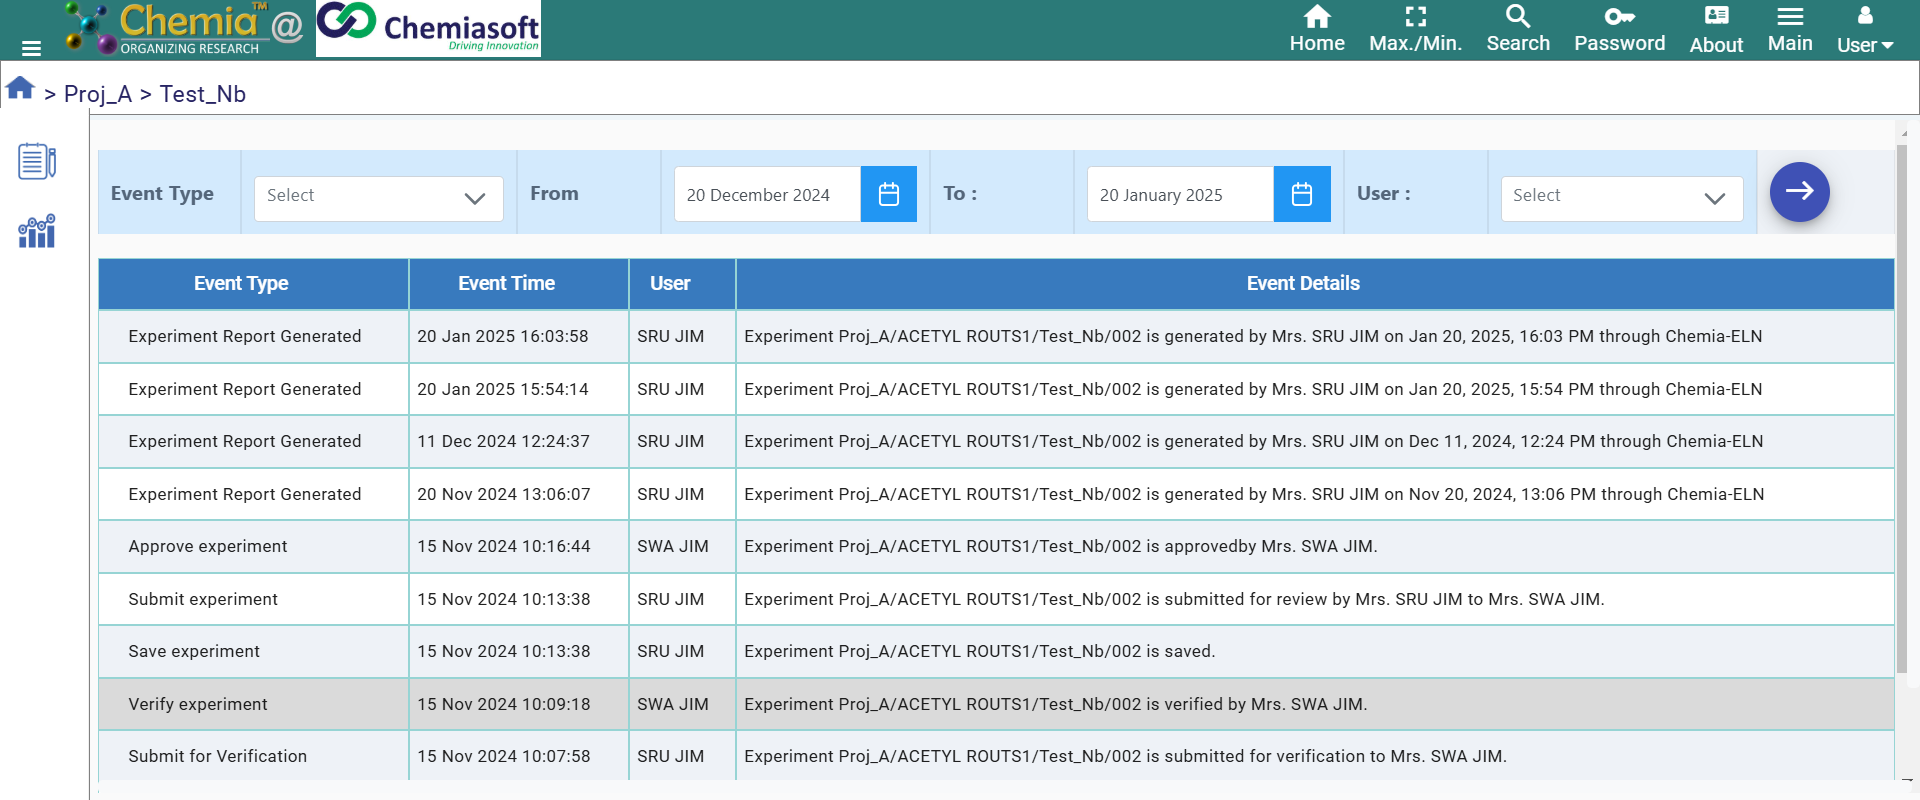 Chemia™ @ Chemiasoft
ORGANIZING RESEARCH
Driving Innovation
Home Max./Min. Search Password About Main User
> Proj_A > Test_Nb
Event Type Select From 20 December 2024 To : 20 January 2025 User : Select
Event Type Event Time User Event Details
Experiment Report Generated 20 Jan 2025 16:03:58 SRU JIM Experiment Proj_A/ACETYL ROUTS1/Test_Nb/002 is generated by Mrs. SRU JIM on Jan 20, 2025, 16:03 PM through Chemia-ELN
Experiment Report Generated 20 Jan 2025 15:54:14 SRU JIM Experiment Proj_A/ACETYL ROUTS1/Test_Nb/002 is generated by Mrs. SRU JIM on Jan 20, 2025, 15:54 PM through Chemia-ELN
Experiment Report Generated 11 Dec 2024 12:24:37 SRU JIM Experiment Proj_A/ACETYL ROUTS1/Test_Nb/002 is generated by Mrs. SRU JIM on Dec 11, 2024, 12:24 PM through Chemia-ELN
Experiment Report Generated 20 Nov 2024 13:06:07 SRU JIM Experiment Proj_A/ACETYL ROUTS1/Test_Nb/002 is generated by Mrs. SRU JIM on Nov 20, 2024, 13:06 PM through Chemia-ELN
Approve experiment 15 Nov 2024 10:16:44 SWA JIM Experiment Proj_A/ACETYL ROUTS1/Test_Nb/002 is approvedby Mrs. SWA JIM.
Submit experiment 15 Nov 2024 10:13:38 SRU JIM Experiment Proj_A/ACETYL ROUTS1/Test_Nb/002 is submitted for review by Mrs. SRU JIM to Mrs. SWA JIM.
Save experiment 15 Nov 2024 10:13:38 SRU JIM Experiment Proj_A/ACETYL ROUTS1/Test_Nb/002 is saved.
Verify experiment 15 Nov 2024 10:09:18 SWA JIM Experiment Proj_A/ACETYL ROUTS1/Test_Nb/002 is verified by Mrs. SWA JIM.
Submit for Verification 15 Nov 2024 10:07:58 SRU JIM Experiment Proj_A/ACETYL ROUTS1/Test_Nb/002 is submitted for verification to Mrs. SWA JIM.